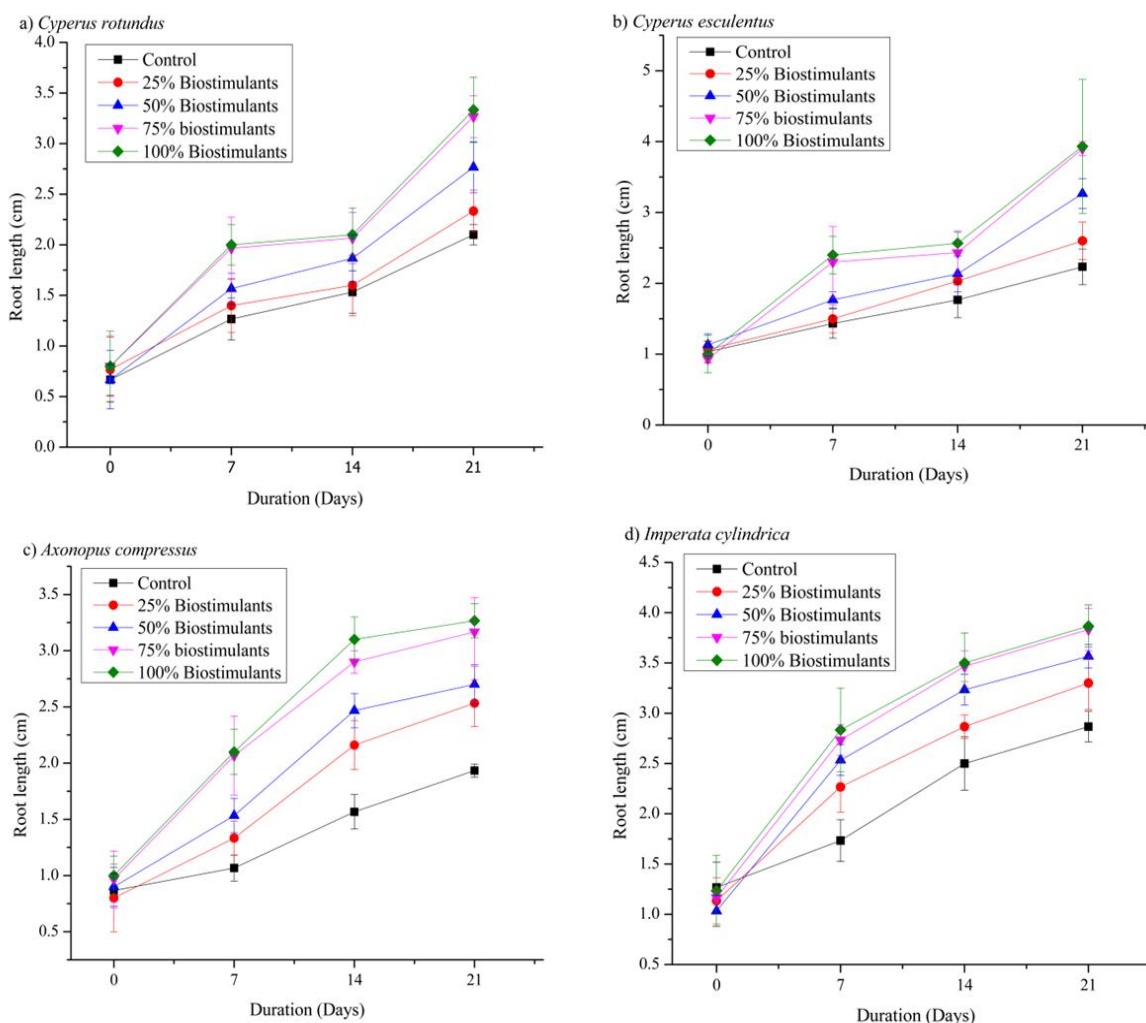 a) Cyperus rotundus
4.0
3.5
3.0
2.5
2.0
1.5
1.0
0.5
0.0
Root length (cm)
Control
25% Biostimulants
50% Biostimulants
75% biostimulants
100% Biostimulants
0 7 14 21
Duration (Days)
b) Cyperus esculentus
5
4
3
2
1
0
Root length (cm)
Control
25% Biostimulants
50% Biostimulants
75% biostimulants
100% Biostimulants
0 7 14 21
Duration (Days)
c) Axonopus compressus
3.5
3.0
2.5
2.0
1.5
1.0
0.5
Root length (cm)
Control
25% Biostimulants
50% Biostimulants
75% biostimulants
100% Biostimulants
0 7 14 21
Duration (Days)
d) Imperata cylindrica
4.5
4.0
3.5
3.0
2.5
2.0
1.5
1.0
0.5
Root length (cm)
Control
25% Biostimulants
50% Biostimulants
75% biostimulants
100% Biostimulants
0 7 14 21
Duration (Days)